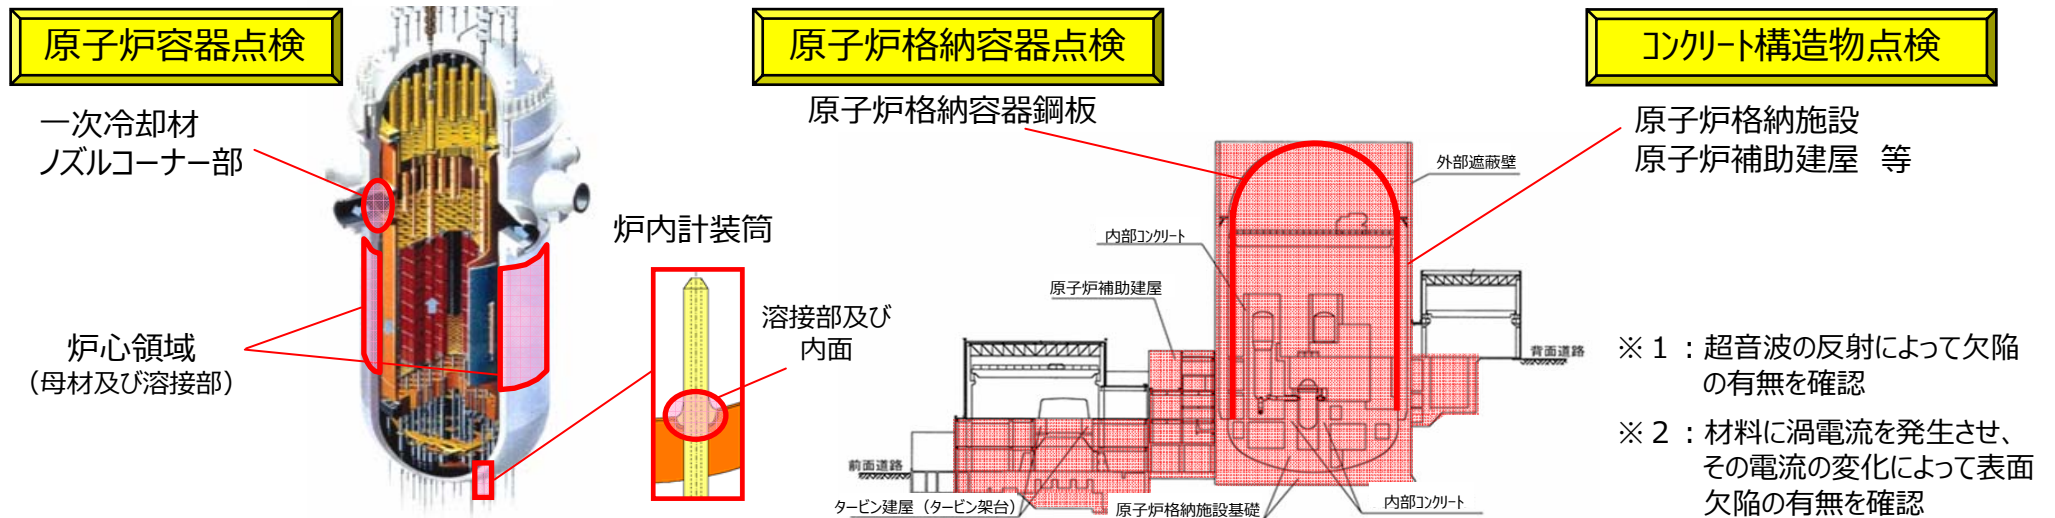 原子炉容器点検
一次冷却材
ノズルコーナー部
炉心領域
（母材及び溶接部）
炉内計装筒
溶接部及び
内面
原子炉格納容器点検
原子炉格納容器鋼板
外部遮蔽壁
内部コンクリート
原子炉補助建屋
背面道路
前面道路
タービン建屋（タービン架台）
原子炉格納施設基礎
内部コンクリート
コンクリート構造物点検
原子炉格納施設
原子炉補助建屋　等
※１：超音波の反射によって欠陥
の有無を確認
※２：材料に渦電流を発生させ、
その電流の変化によって表面
欠陥の有無を確認